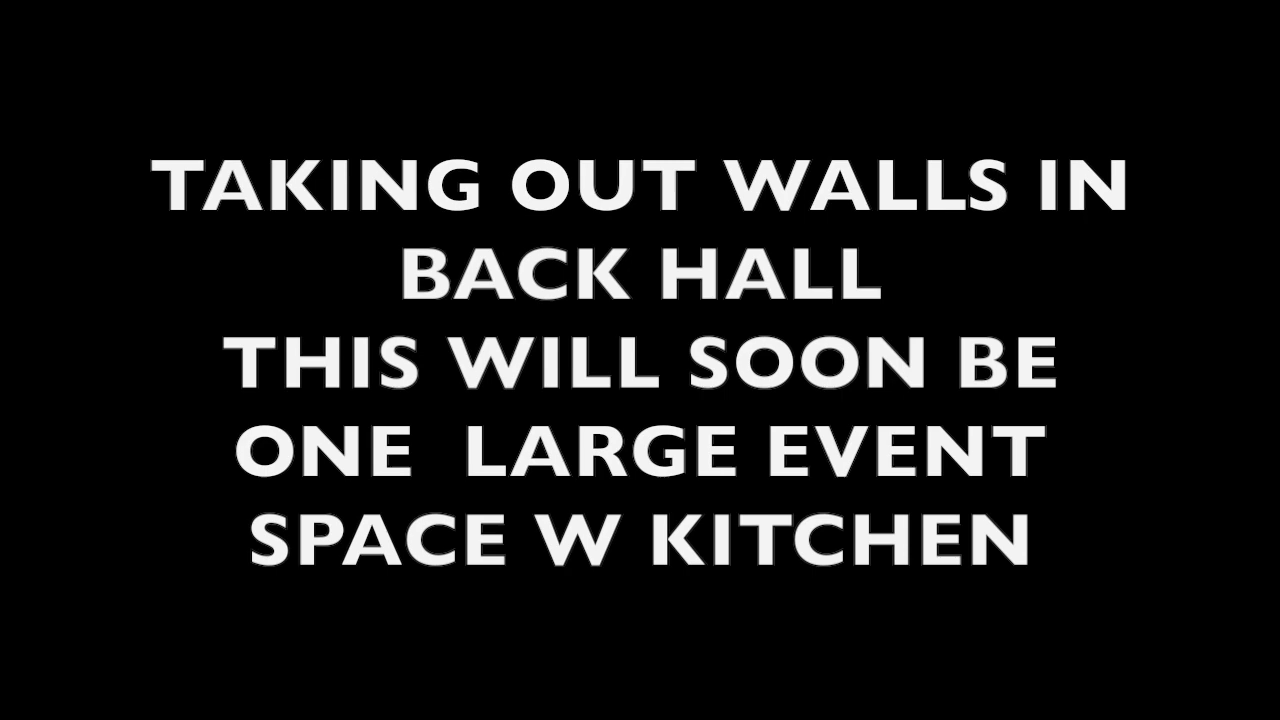 TAKING OUT WALLS IN
BACK HALL
THIS WILL SOON BE
ONE  LARGE EVENT
SPACE W KITCHEN